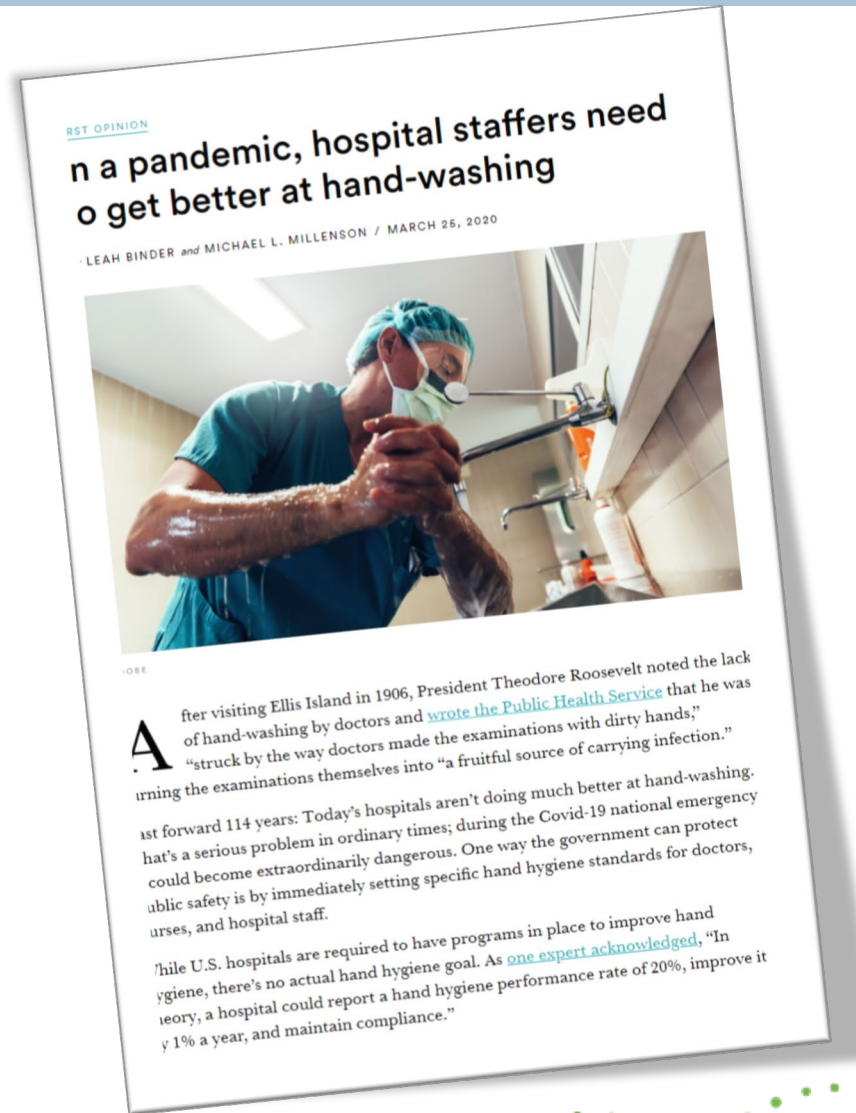 RST OPINION
n a pandemic, hospital staffers need
o get better at hand-washing
LEAH BINDER and MICHAEL L. MILLENSON / MARCH 25, 2020
OBE
After visiting Ellis Island in 1906, President Theodore Roosevelt noted the lack
of hand-washing by doctors and wrote the Public Health Service that he was
“struck by the way doctors made the examinations with dirty hands,”
urning the examinations themselves into “a fruitful source of carrying infection.”
ast forward 114 years: Today’s hospitals aren’t doing much better at hand-washing.
hat’s a serious problem in ordinary times; during the Covid-19 national emergency
could become extraordinarily dangerous. One way the government can protect
ublic safety is by immediately setting specific hand hygiene standards for doctors,
urses, and hospital staff.
hile U.S. hospitals are required to have programs in place to improve hand
ygiene, there’s no actual hand hygiene goal. As one expert acknowledged, “In
eory, a hospital could report a hand hygiene performance rate of 20%, improve it
y 1% a year, and maintain compliance.”